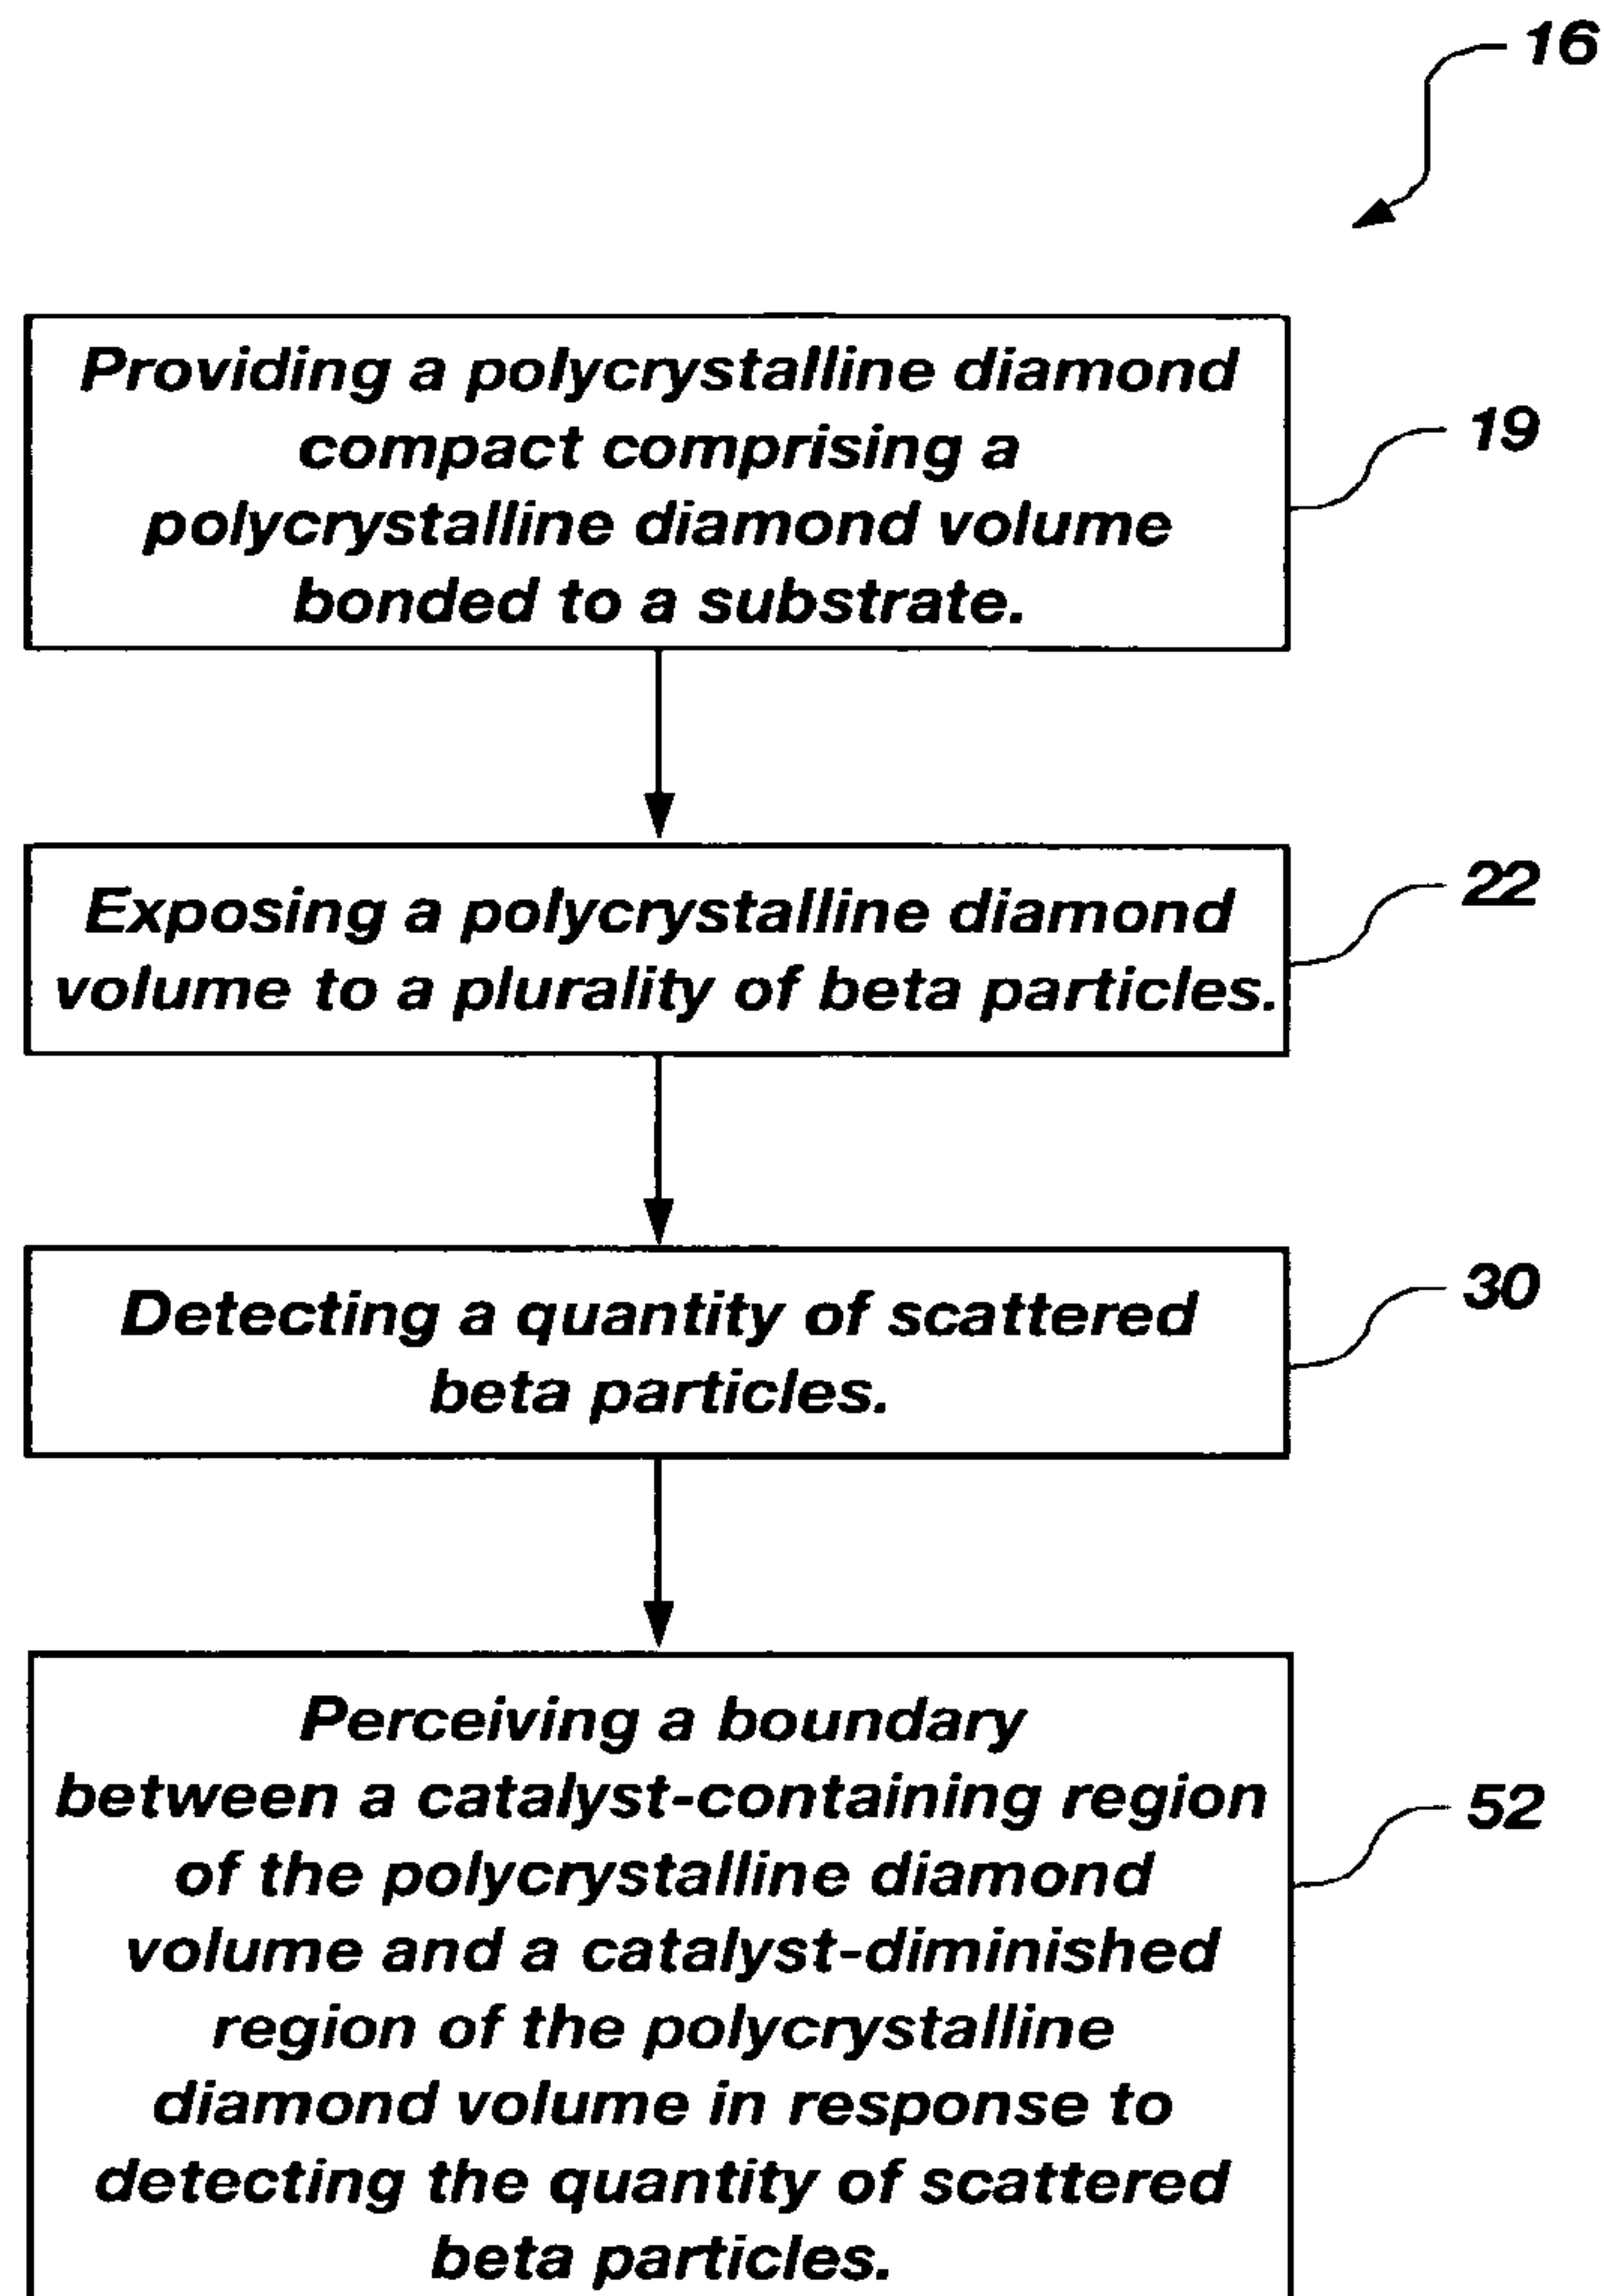 16
Providing a polycrystalline diamond
compact comprising a
polycrystalline diamond volume
bonded to a substrate.
19
Exposing a polycrystalline diamond
volume to a plurality of beta particles.
22
Detecting a quantity of scattered
beta particles.
30
Perceiving a boundary
between a catalyst-containing region
of the polycrystalline diamond
volume and a catalyst-diminished
region of the polycrystalline
diamond volume in response to
detecting the quantity of scattered
beta particles.
52